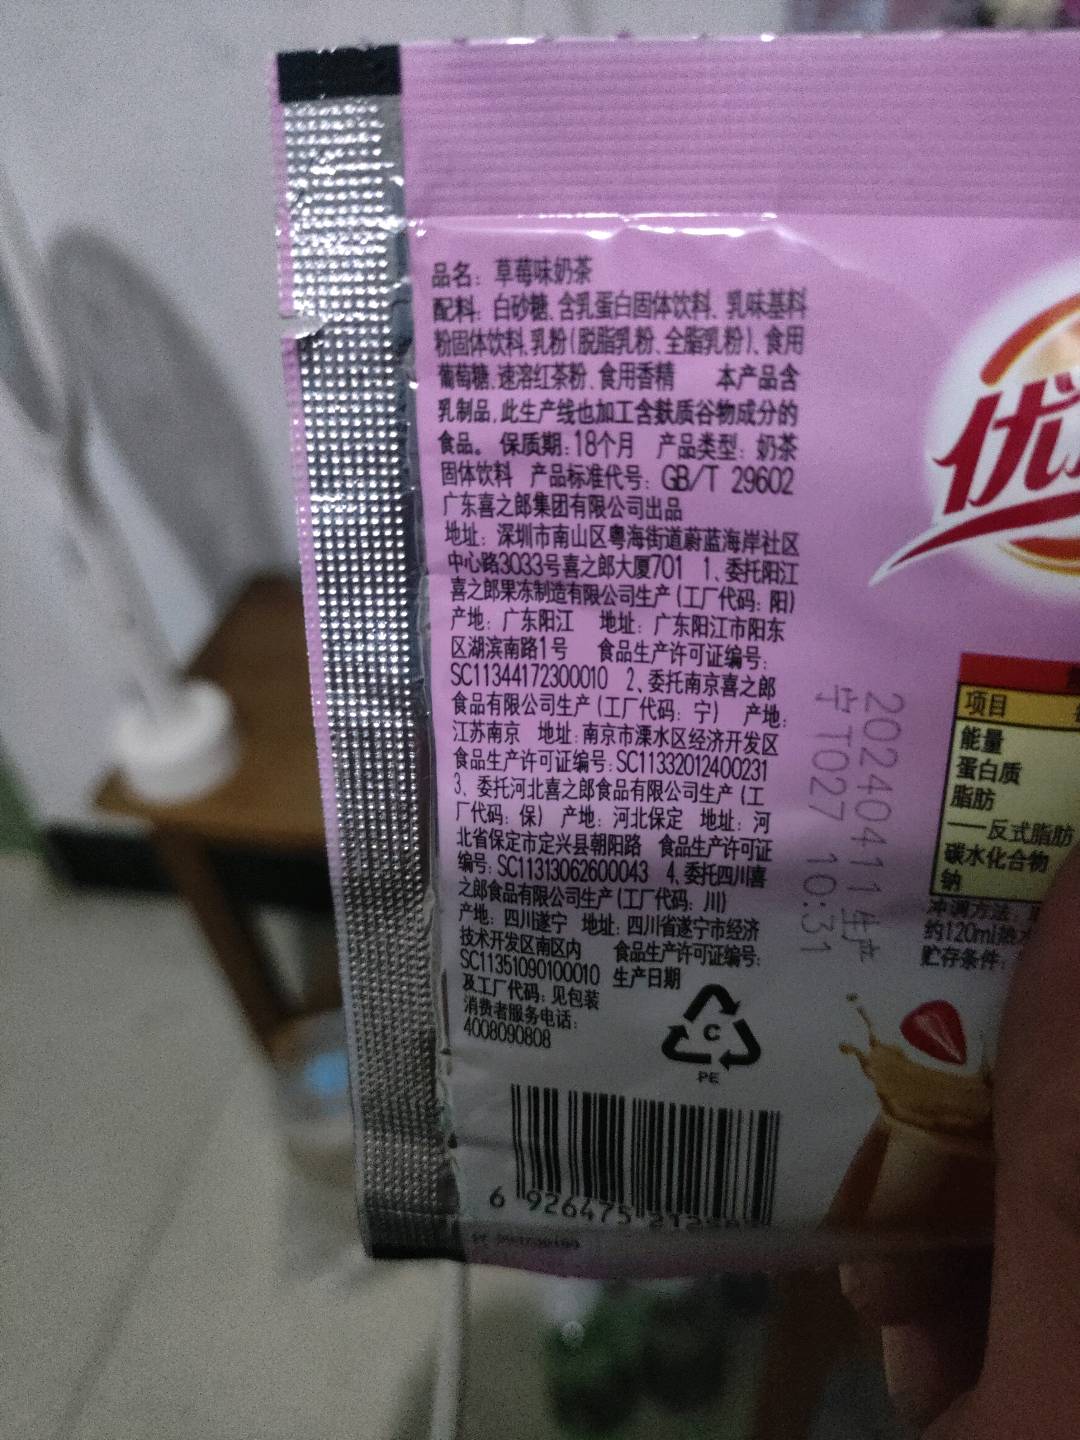 品名：草莓味奶茶
配料：白砂糖、含乳蛋白固体饮料、乳味基料
粉固体饮料、乳粉(脱脂乳粉、全脂乳粉)、食用
葡萄糖、速溶红茶粉、食用香精 本产品含
乳制品,此生产线也加工含麸质谷物成分的
食品。保质期:18个月 产品类型：奶茶
固体饮料 产品标准代号：GB/T 29602
广东喜之郎集团有限公司出品
地址：深圳市南山区粤海街道蔚蓝海岸社区
中心路3033号喜之郎大厦701 1、委托阳江
喜之郎果冻制造有限公司生产(工厂代码：阳)
产地：广东阳江 地址：广东阳江市阳东
区湖滨南路1号 食品生产许可证编号：
SC11344172300010 2、委托南京喜之郎
食品有限公司生产(工厂代码：宁) 产地：
江苏南京 地址：南京市溧水区经济开发区
食品生产许可证编号：SC11332012400231
3、委托河北喜之郎食品有限公司生产(工
厂代码：保) 产地：河北保定 地址：河
北省保定市定兴县朝阳路 食品生产许可证
编号：SC11313062600043 4、委托四川喜
之郎食品有限公司生产(工厂代码：川)
产地：四川遂宁 地址：四川省遂宁市经济
技术开发区南区内 食品生产许可证编号：
SC11351090100010 生产日期
及工厂代码：见包装
消费者服务电话：
4008090808
C
PE
6 926475
20240411生产
宁T027 10:31
优
项目
能量
蛋白质
脂肪
——反式脂肪
碳水化合物
钠
冲调方法：
约120ml热水
贮存条件：